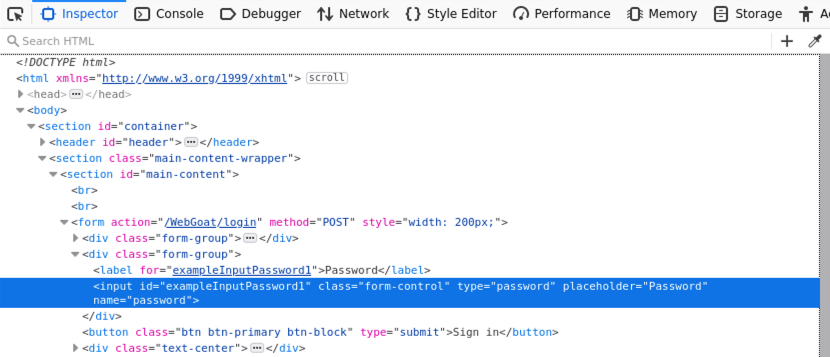 Inspector Console Debugger Network Style Editor Performance Memory Storage
Search HTML
<!DOCTYPE html>
<html xmlns="http://www.w3.org/1999/xhtml"> scroll
<head> ••• </head>
<body>
<section id="container">
<header id="header"> ••• </header>
<section class="main-content-wrapper">
<section id="main-content">
<br>
<br>
<form action="/WebGoat/login" method="POST" style="width: 200px;">
<div class="form-group"> ••• </div>
<div class="form-group">
<label for="exampleInputPassword1">Password</label>
<input id="exampleInputPassword1" class="form-control" type="password" placeholder="Password"
name="password">
</div>
<button class="btn btn-primary btn-block" type="submit">Sign in</button>
<div class="text-center"> ••• </div>